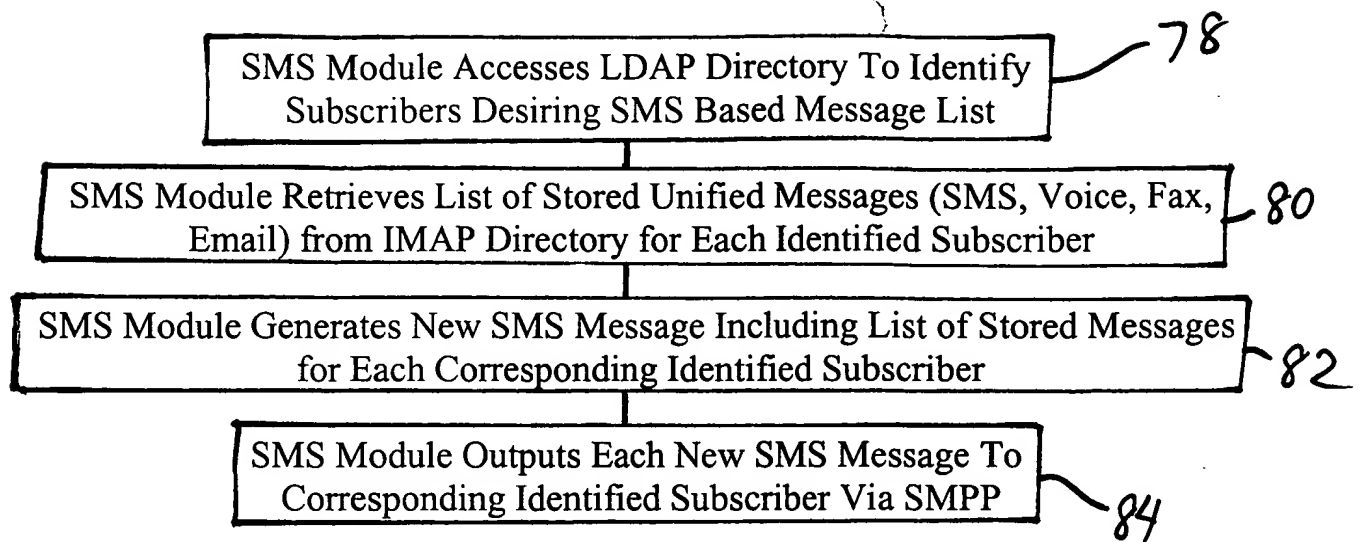 SMS Module Accesses LDAP Directory To Identify
Subscribers Desiring SMS Based Message List
78
SMS Module Retrieves List of Stored Unified Messages (SMS, Voice, Fax,
Email) from IMAP Directory for Each Identified Subscriber
80
SMS Module Generates New SMS Message Including List of Stored Messages
for Each Corresponding Identified Subscriber
82
SMS Module Outputs Each New SMS Message To
Corresponding Identified Subscriber Via SMPP
84